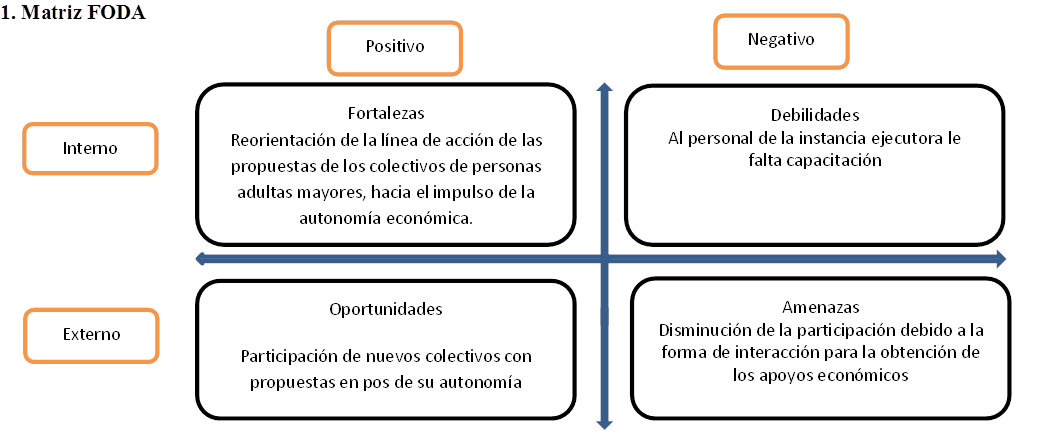 1. Matriz FODA
Positivo
Negativo
Interno
Fortalezas
Reorientación de la línea de acción de las
propuestas de los colectivos de personas
adultas mayores, hacia el impulso de la
autonomía económica.
Debilidades
Al personal de la instancia ejecutora le
falta capacitación
Externo
Oportunidades
Participación de nuevos colectivos con
propuestas en pos de su autonomía
Amenazas
Disminución de la participación debido a la
forma de interacción para la obtención de
los apoyos económicos